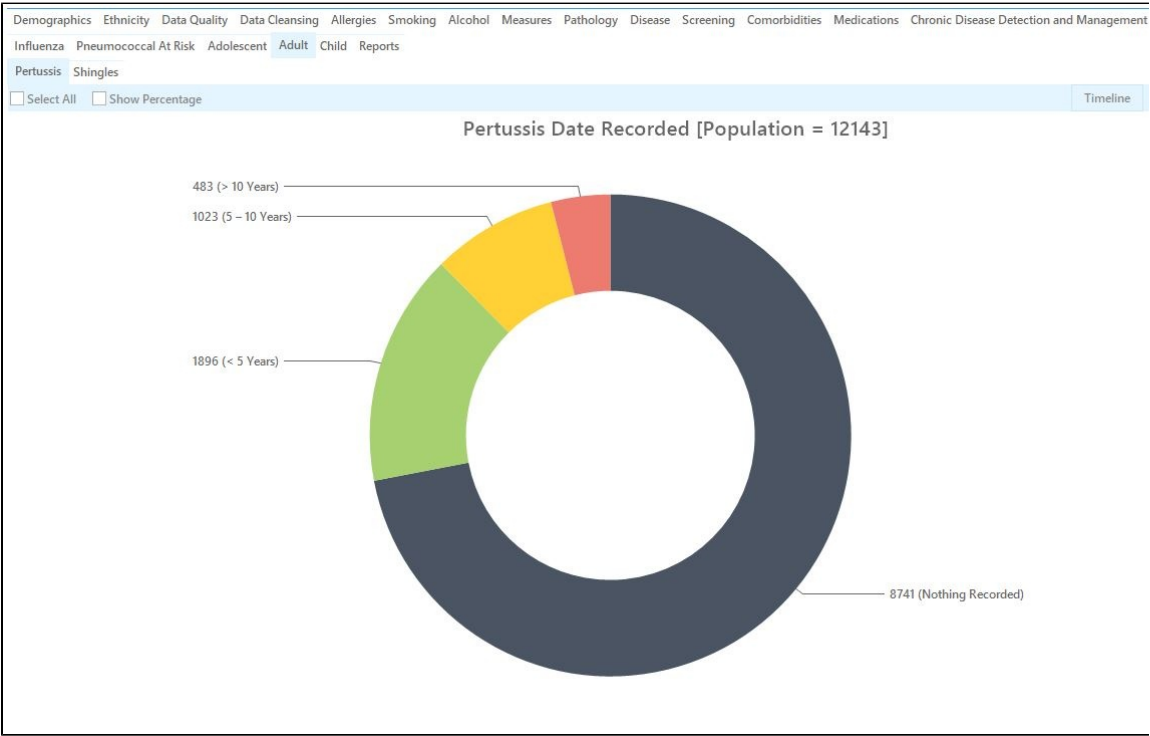 Demographics Ethnicity Data Quality Data Cleansing Allergies Smoking Alcohol Measures Pathology Disease Screening Comorbidities Medications Chronic Disease Detection and Management
Influenza Pneumococcal At Risk Adolescent Adult Child Reports
Pertussis Shingles
Select All Show Percentage Timeline
Pertussis Date Recorded [Population = 12143]
483 (> 10 Years)
1023 (5 – 10 Years)
1896 (< 5 Years)
8741 (Nothing Recorded)